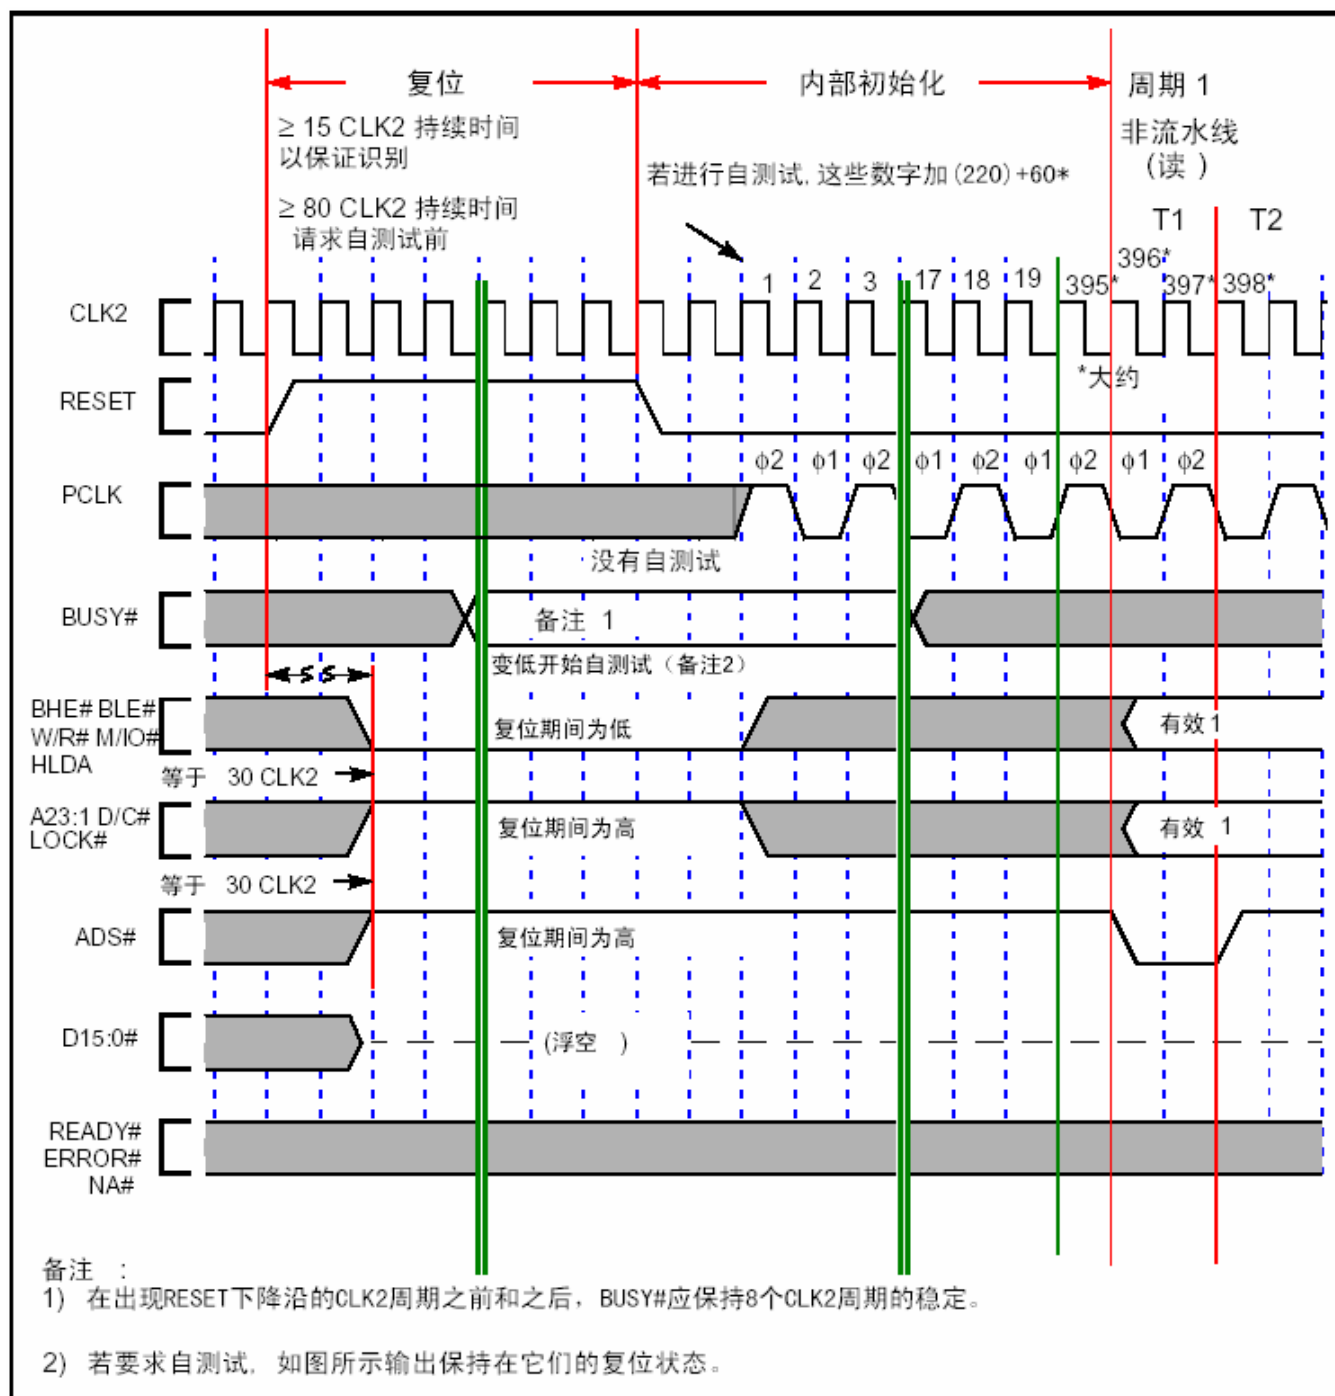 复位
内部初始化
周期 1
≥ 15 CLK2 持续时间
以保证识别
非流水线
(读 )
若进行自测试,这些数字加(220)+60*
≥ 80 CLK2 持续时间
请求自测试前
T1 T2
1 2 3 17 18 19 395* 396* 397* 398*
CLK2
*大约
RESET
ϕ2 ϕ1 ϕ2 ϕ1 ϕ2 ϕ1 ϕ2 ϕ1 ϕ2
PCLK
没有自测试
BUSY#
备注 1
变低开始自测试（备注2）
BHE# BLE#
W/R# M/IO#
HLDA
复位期间为低
有效 1
等于 30 CLK2
A23:1 D/C#
LOCK#
复位期间为高
有效 1
等于 30 CLK2
ADS#
复位期间为高
D15:0#
(浮空 )
READY#
ERROR#
NA#
备注 :
1) 在出现RESET下降沿的CLK2周期之前和之后，BUSY#应保持8个CLK2周期的稳定。
2) 若要求自测试，如图所示输出保持在它们的复位状态。